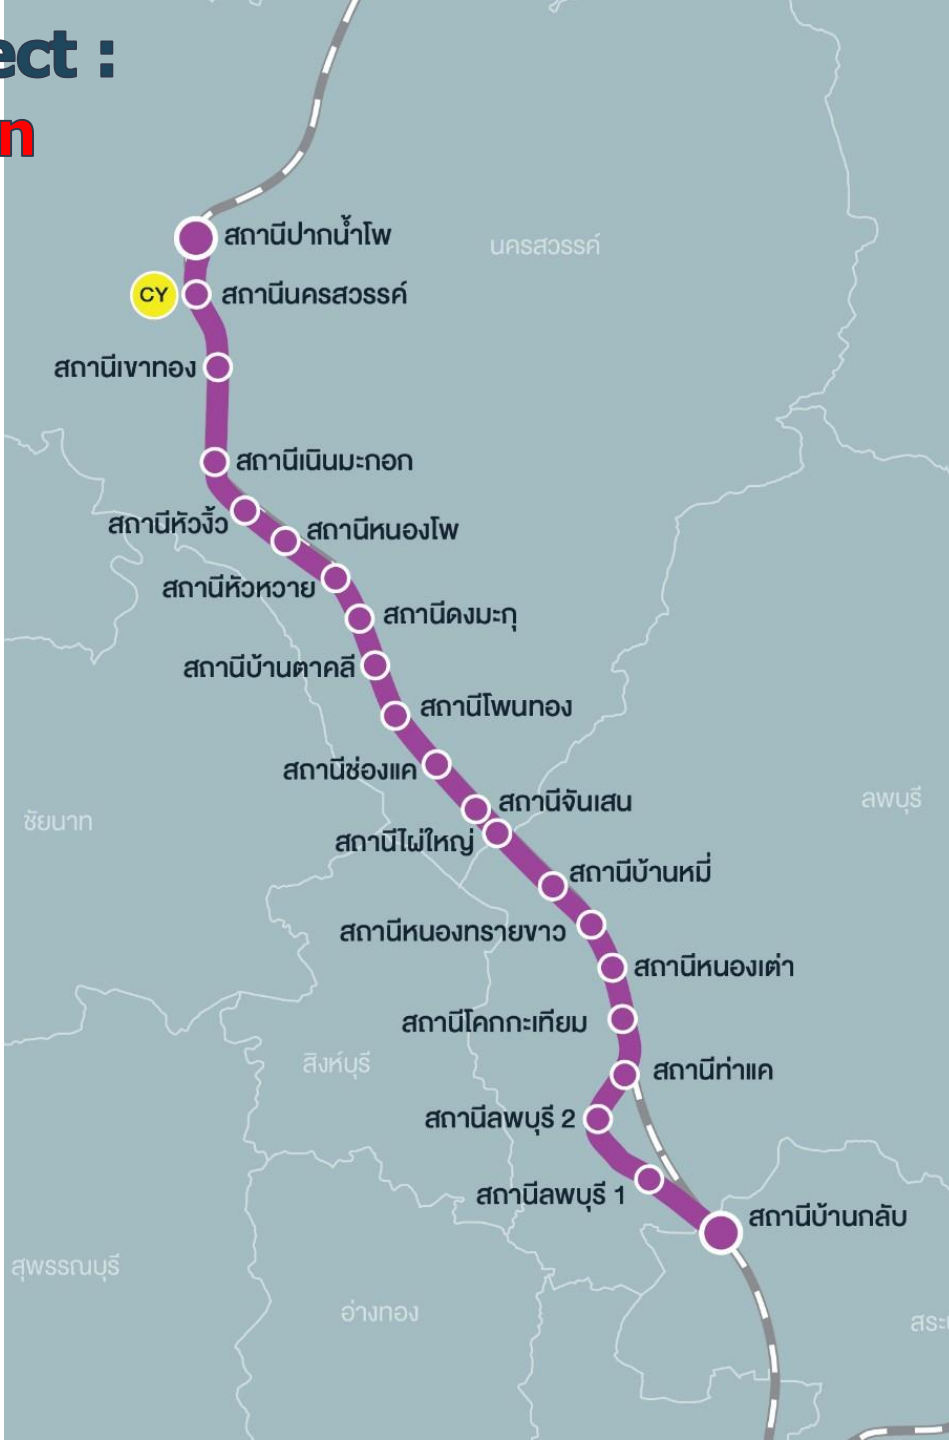 ect :
n
สถานีปากน้ำโพ
นครสวรรค์
CY
สถานีนครสวรรค์
สถานีเขาทอง
สถานีเนินมะกอก
สถานีหัวงิ้ว
สถานีหนองโพ
สถานีหัวหวาย
สถานีดงมะกุ
สถานีบ้านตาคลี
สถานีโพนทอง
สถานีช่องแค
สถานีจันเสน
ลพบุรี
ชัยนาท
สถานีไผ่ใหญ่
สถานีบ้านหมี่
สถานีหนองทรายขาว
สถานีหนองเต่า
สถานีโคกกะเทียม
สิงห์บุรี
สถานีท่าแค
สถานีลพบุรี 2
สถานีลพบุรี 1
สถานีบ้านกลับ
สุพรรณบุรี
อ่างทอง
สระ